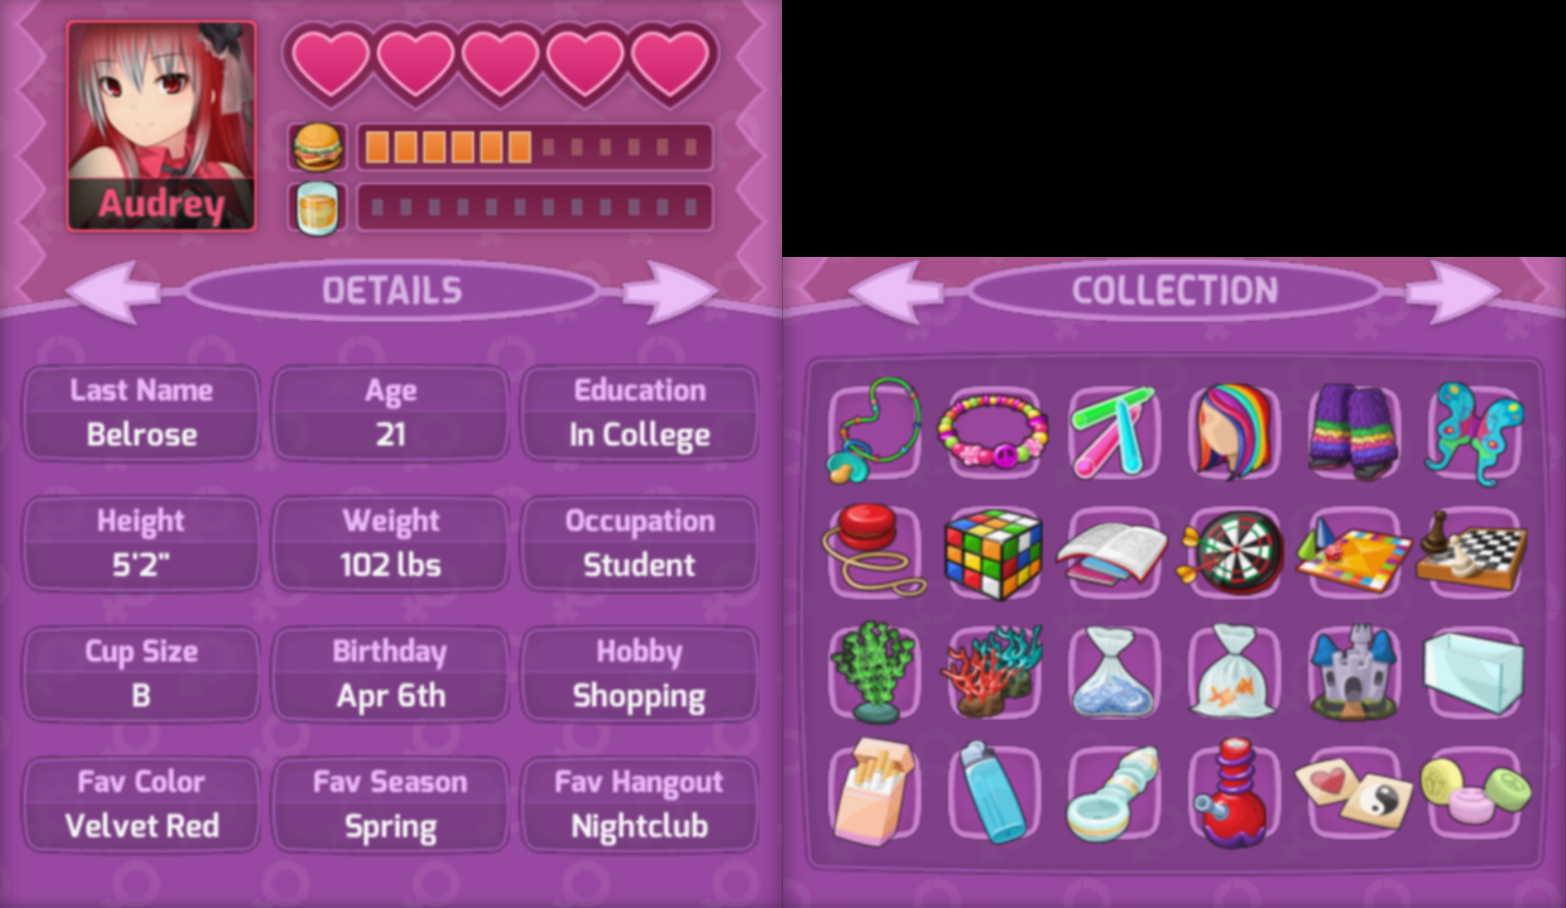 Audrey
DETAILS
Last Name Age Education
Belrose 21 In College
Height Weight Occupation
5'2" 102 lbs Student
Cup Size Birthday Hobby
B Apr 6th Shopping
Fav Color Fav Season Fav Hangout
Velvet Red Spring Nightclub
COLLECTION